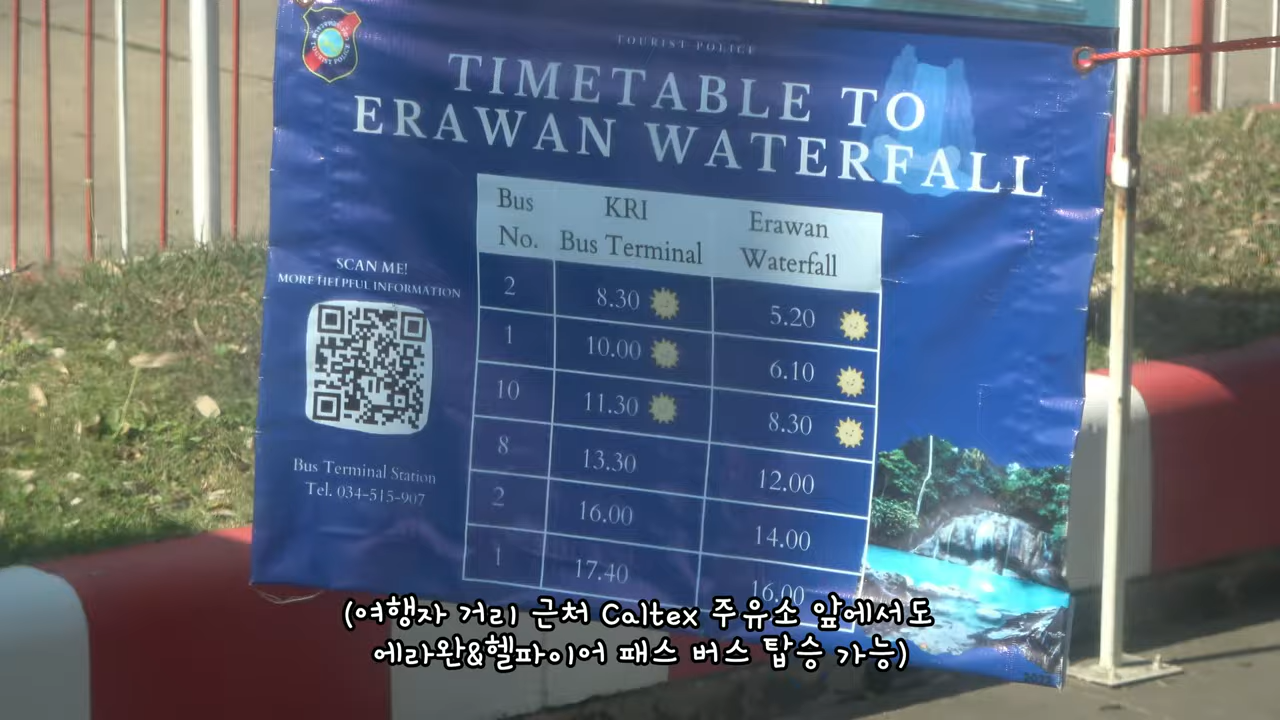 TOURIST POLICE
TIMETABLE TO
ERAWAN WATERFALL
SCAN ME!
MORE HELPFUL INFORMATION
Bus Terminal Station
Tel. 034-515-907
Bus No. KRI Bus Terminal Erawan Waterfall
2 8.30 5.20
1 10.00 6.10
10 11.30 8.30
8 13.30 12.00
2 16.00 14.00
1 17.40 16.00
(여행자 거리 근처 Caltex 주유소 앞에서도
에라완&헬파이어 패스 버스 탑승 가능)